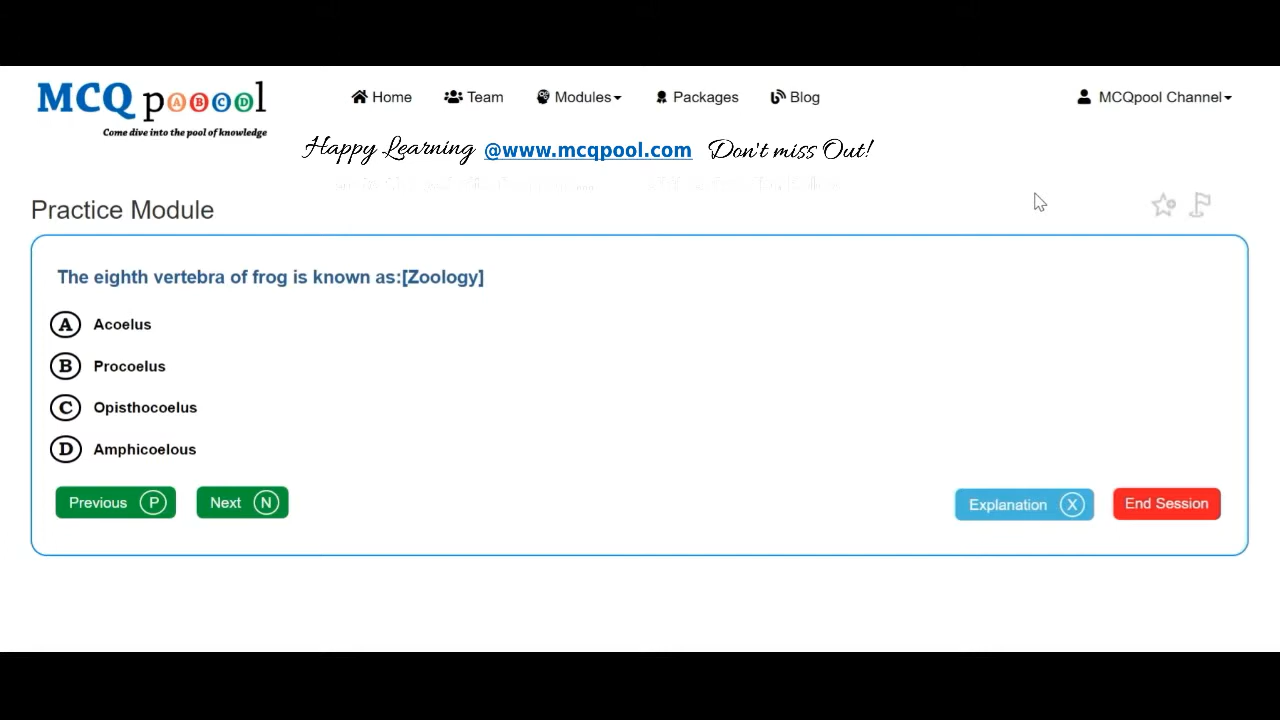 MCQ pooool
Come dive into the pool of knowledge
Home Team Modules Packages Blog MCQpool Channel
Happy Learning @www.mcqpool.com Don't miss Out!
Practice Module
The eighth vertebra of frog is known as:[Zoology]
A Acoelus
B Procoelus
C Opisthocoelus
D Amphicoelous
Previous P Next N Explanation X End Session